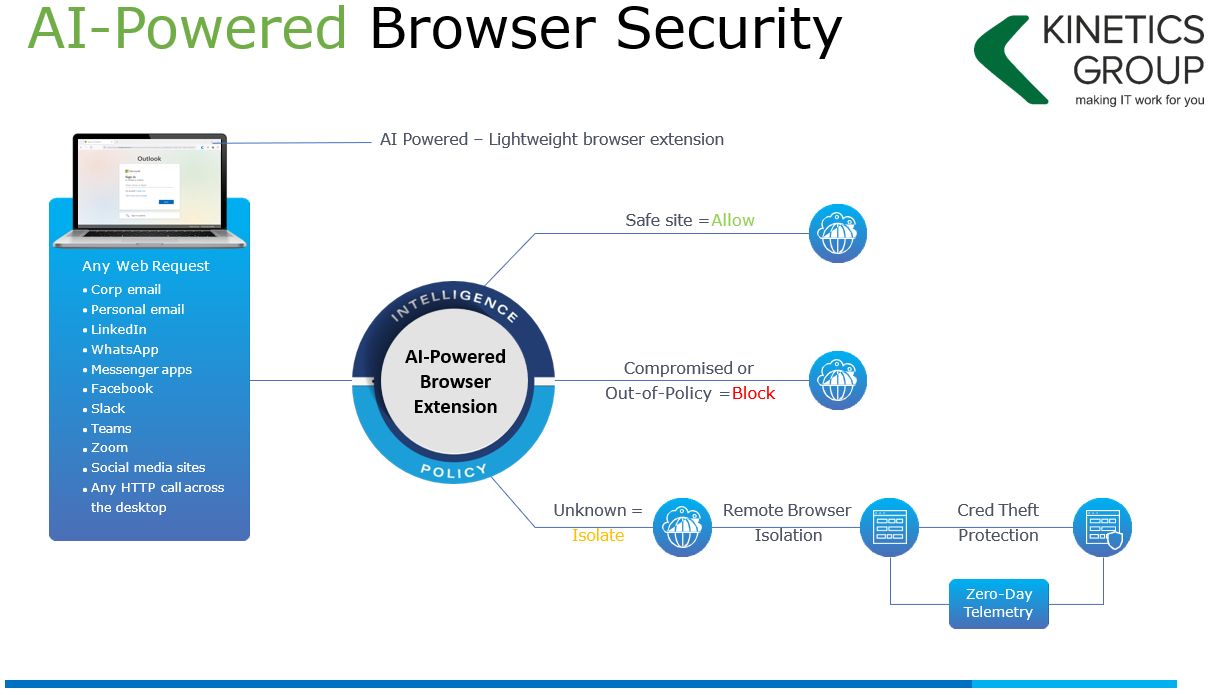 AI-Powered Browser Security
KINETICS
GROUP
making IT work for you
AI Powered – Lightweight browser extension
Outlook
Sign in
Any Web Request
• Corp email
• Personal email
• LinkedIn
• WhatsApp
• Messenger apps
• Facebook
• Slack
• Teams
• Zoom
• Social media sites
• Any HTTP call across
the desktop
INTELLIGENCE
AI-Powered
Browser
Extension
POLICY
Safe site =Allow
Compromised or
Out-of-Policy =Block
Unknown =
Isolate
Remote Browser
Isolation
Cred Theft
Protection
Zero-Day
Telemetry